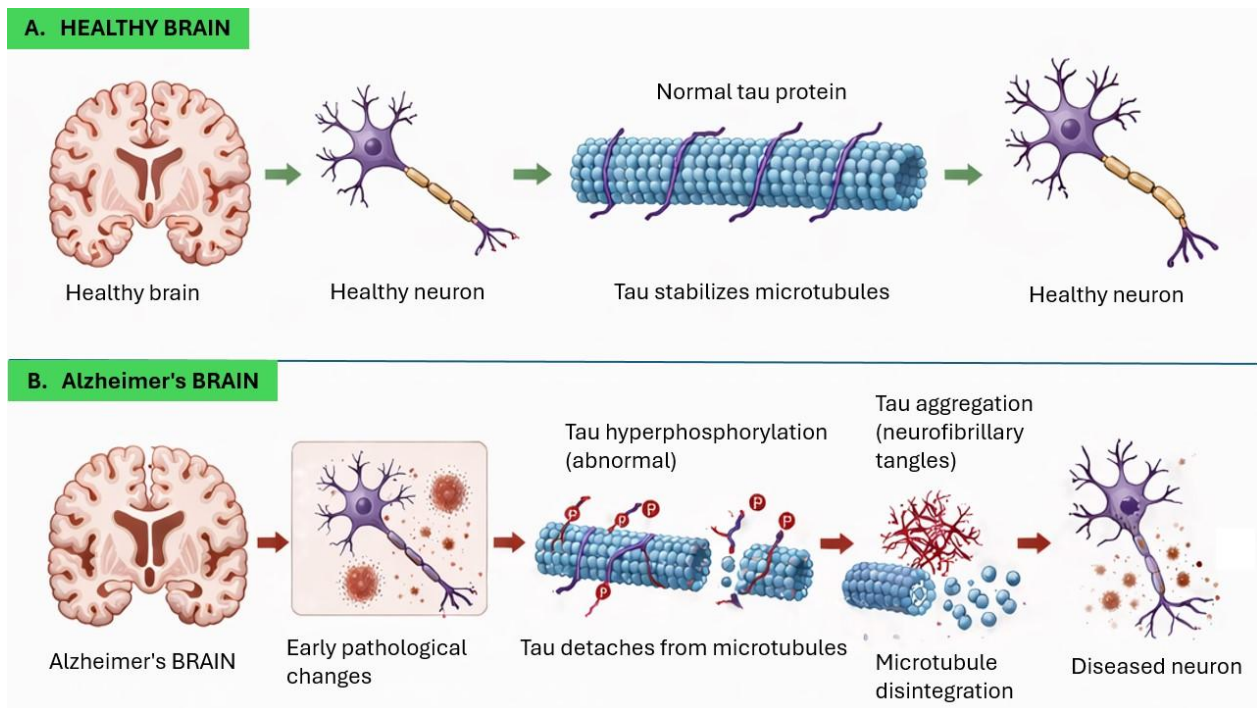 A. HEALTHY BRAIN
Normal tau protein
Healthy brain
Healthy neuron
Tau stabilizes microtubules
Healthy neuron
B. Alzheimer's BRAIN
Tau hyperphosphorylation
(abnormal)
Tau aggregation
(neurofibrillary
tangles)
P
P
P
P
P
P
Alzheimer's BRAIN
Early pathological
changes
Tau detaches from microtubules
Microtubule
disintegration
Diseased neuron